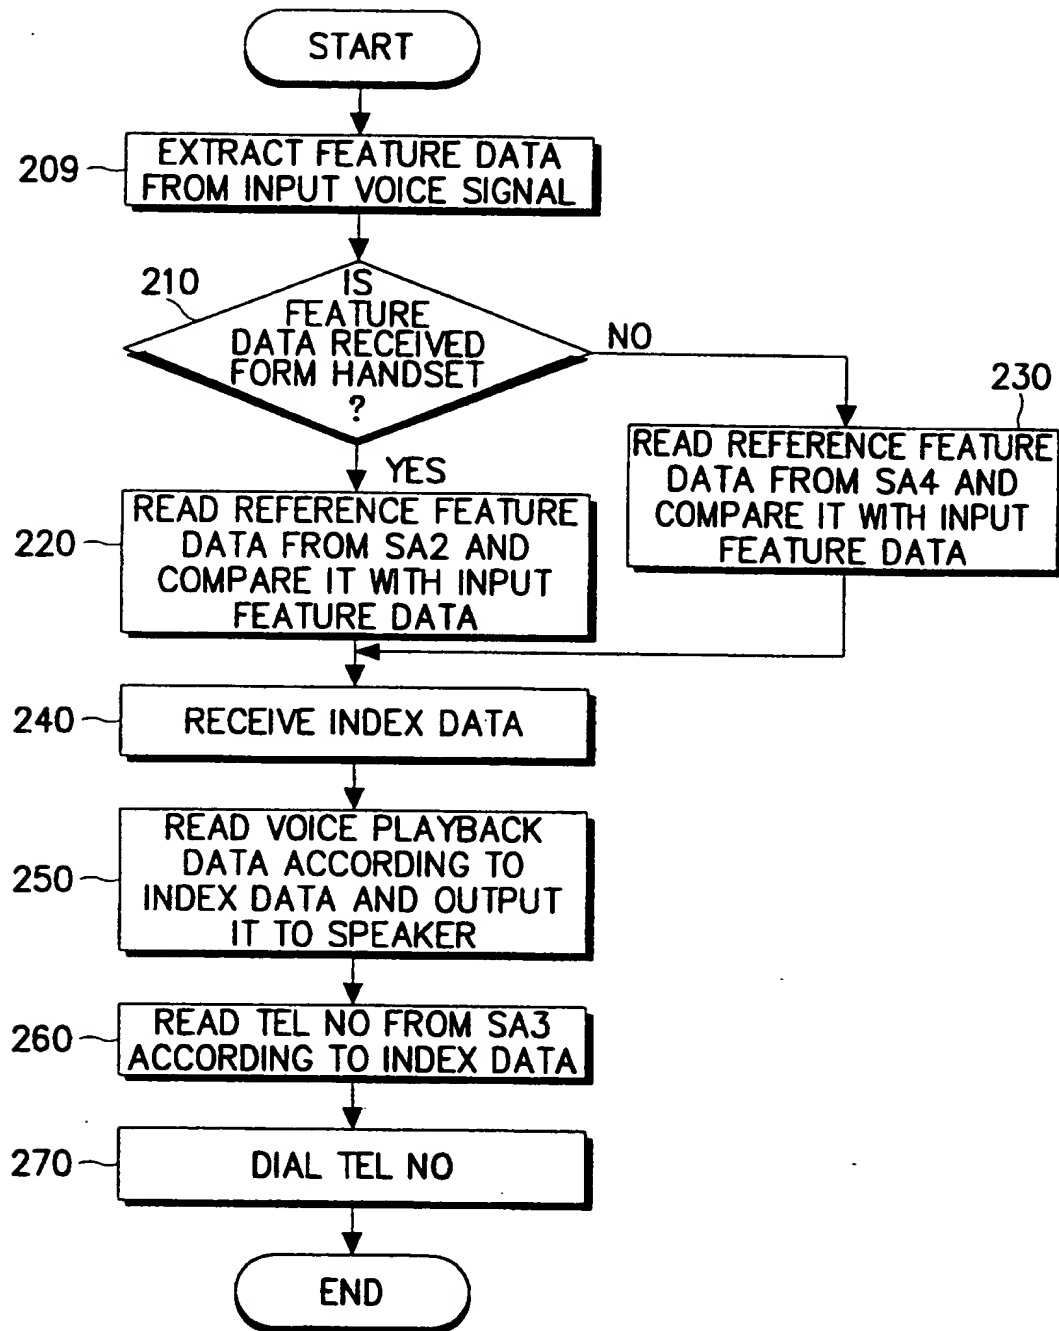 START
209
EXTRACT FEATURE DATA
FROM INPUT VOICE SIGNAL
210
IS
FEATURE
DATA RECEIVED
FORM HANDSET
?
NO
YES
230
READ REFERENCE FEATURE
DATA FROM SA4 AND
COMPARE IT WITH INPUT
FEATURE DATA
220
READ REFERENCE FEATURE
DATA FROM SA2 AND
COMPARE IT WITH INPUT
FEATURE DATA
240
RECEIVE INDEX DATA
250
READ VOICE PLAYBACK
DATA ACCORDING TO
INDEX DATA AND OUTPUT
IT TO SPEAKER
260
READ TEL NO FROM SA3
ACCORDING TO INDEX DATA
270
DIAL TEL NO
END